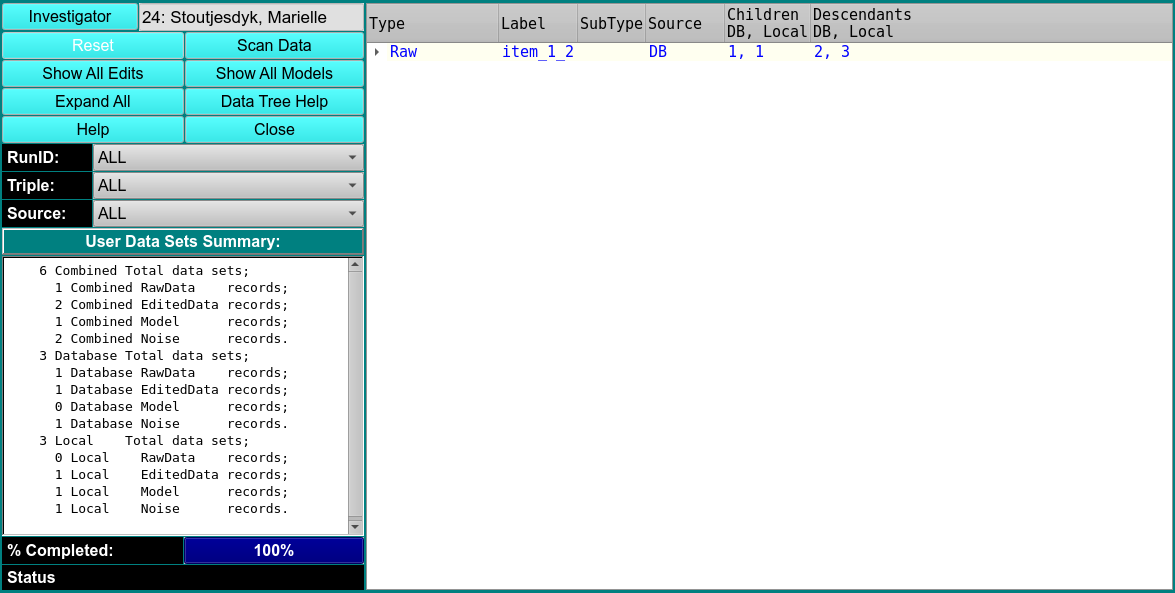 Investigator 24: Stoutjesdyk, Marielle
Reset Scan Data
Show All Edits Show All Models
Expand All Data Tree Help
Help Close
RunID: ALL
Triple: ALL
Source: ALL
User Data Sets Summary:
6 Combined Total data sets;
1 Combined RawData records;
2 Combined EditedData records;
1 Combined Model records;
2 Combined Noise records.
3 Database Total data sets;
1 Database RawData records;
1 Database EditedData records;
0 Database Model records;
1 Database Noise records.
3 Local Total data sets;
0 Local RawData records;
1 Local EditedData records;
1 Local Model records;
1 Local Noise records.
% Completed: 100%
Status
Type Label SubType Source Children Descendants
DB, Local DB, Local
Raw item_1_2 DB 1, 1 2, 3